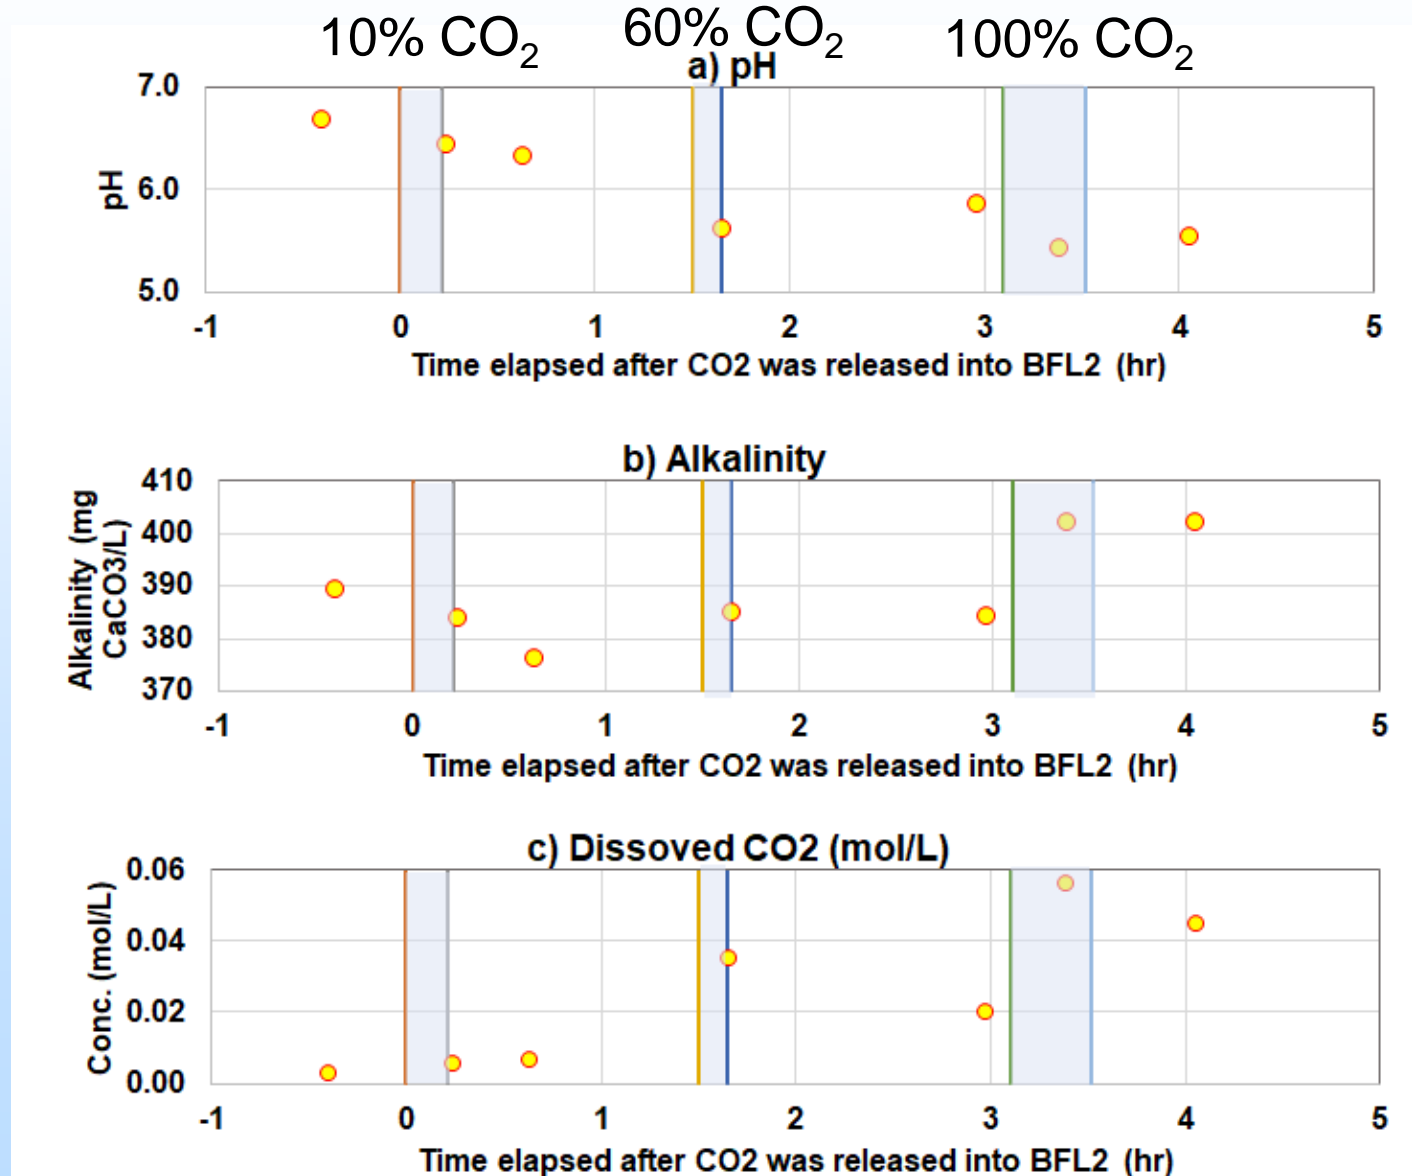 10% CO₂ 60% CO₂ 100% CO₂
a) pH
7.0
6.0
5.0
pH
-1 0 1 2 3 4 5
Time elapsed after CO2 was released into BFL2 (hr)
b) Alkalinity
410
400
390
380
370
Alkalinity (mg
CaCO3/L)
-1 0 1 2 3 4 5
Time elapsed after CO2 was released into BFL2 (hr)
c) Dissoved CO2 (mol/L)
0.06
0.04
0.02
0.00
Conc. (mol/L)
-1 0 1 2 3 4 5
Time elapsed after CO2 was released into BFL2 (hr)